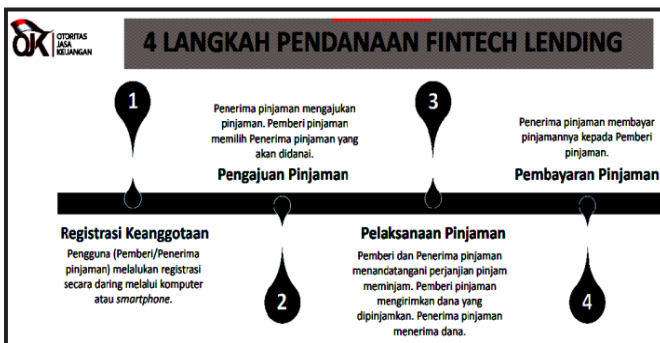 OJK OTORITAS
JASA
KEUANGAN
4 LANGKAH PENDANAAN FINTECH LENDING
1
Registrasi Keanggotaan
Pengguna (Pemberi/Penerima
pinjaman) melalukan registrasi
secara daring melalui komputer
atau smartphone.
Penerima pinjaman mengajukan
pinjaman. Pemberi pinjaman
memilih Penerima pinjaman yang
akan didanai.
Pengajuan Pinjaman
2
3
Pelaksanaan Pinjaman
Pemberi dan Penerima pinjaman
menandatangani perjanjian pinjam
meminjam. Pemberi pinjaman
mengirimkan dana yang
dipinjamkan. Penerima pinjaman
menerima dana.
Penerima pinjaman membayar
pinjamannya kepada Pemberi
pinjaman.
Pembayaran Pinjaman
4